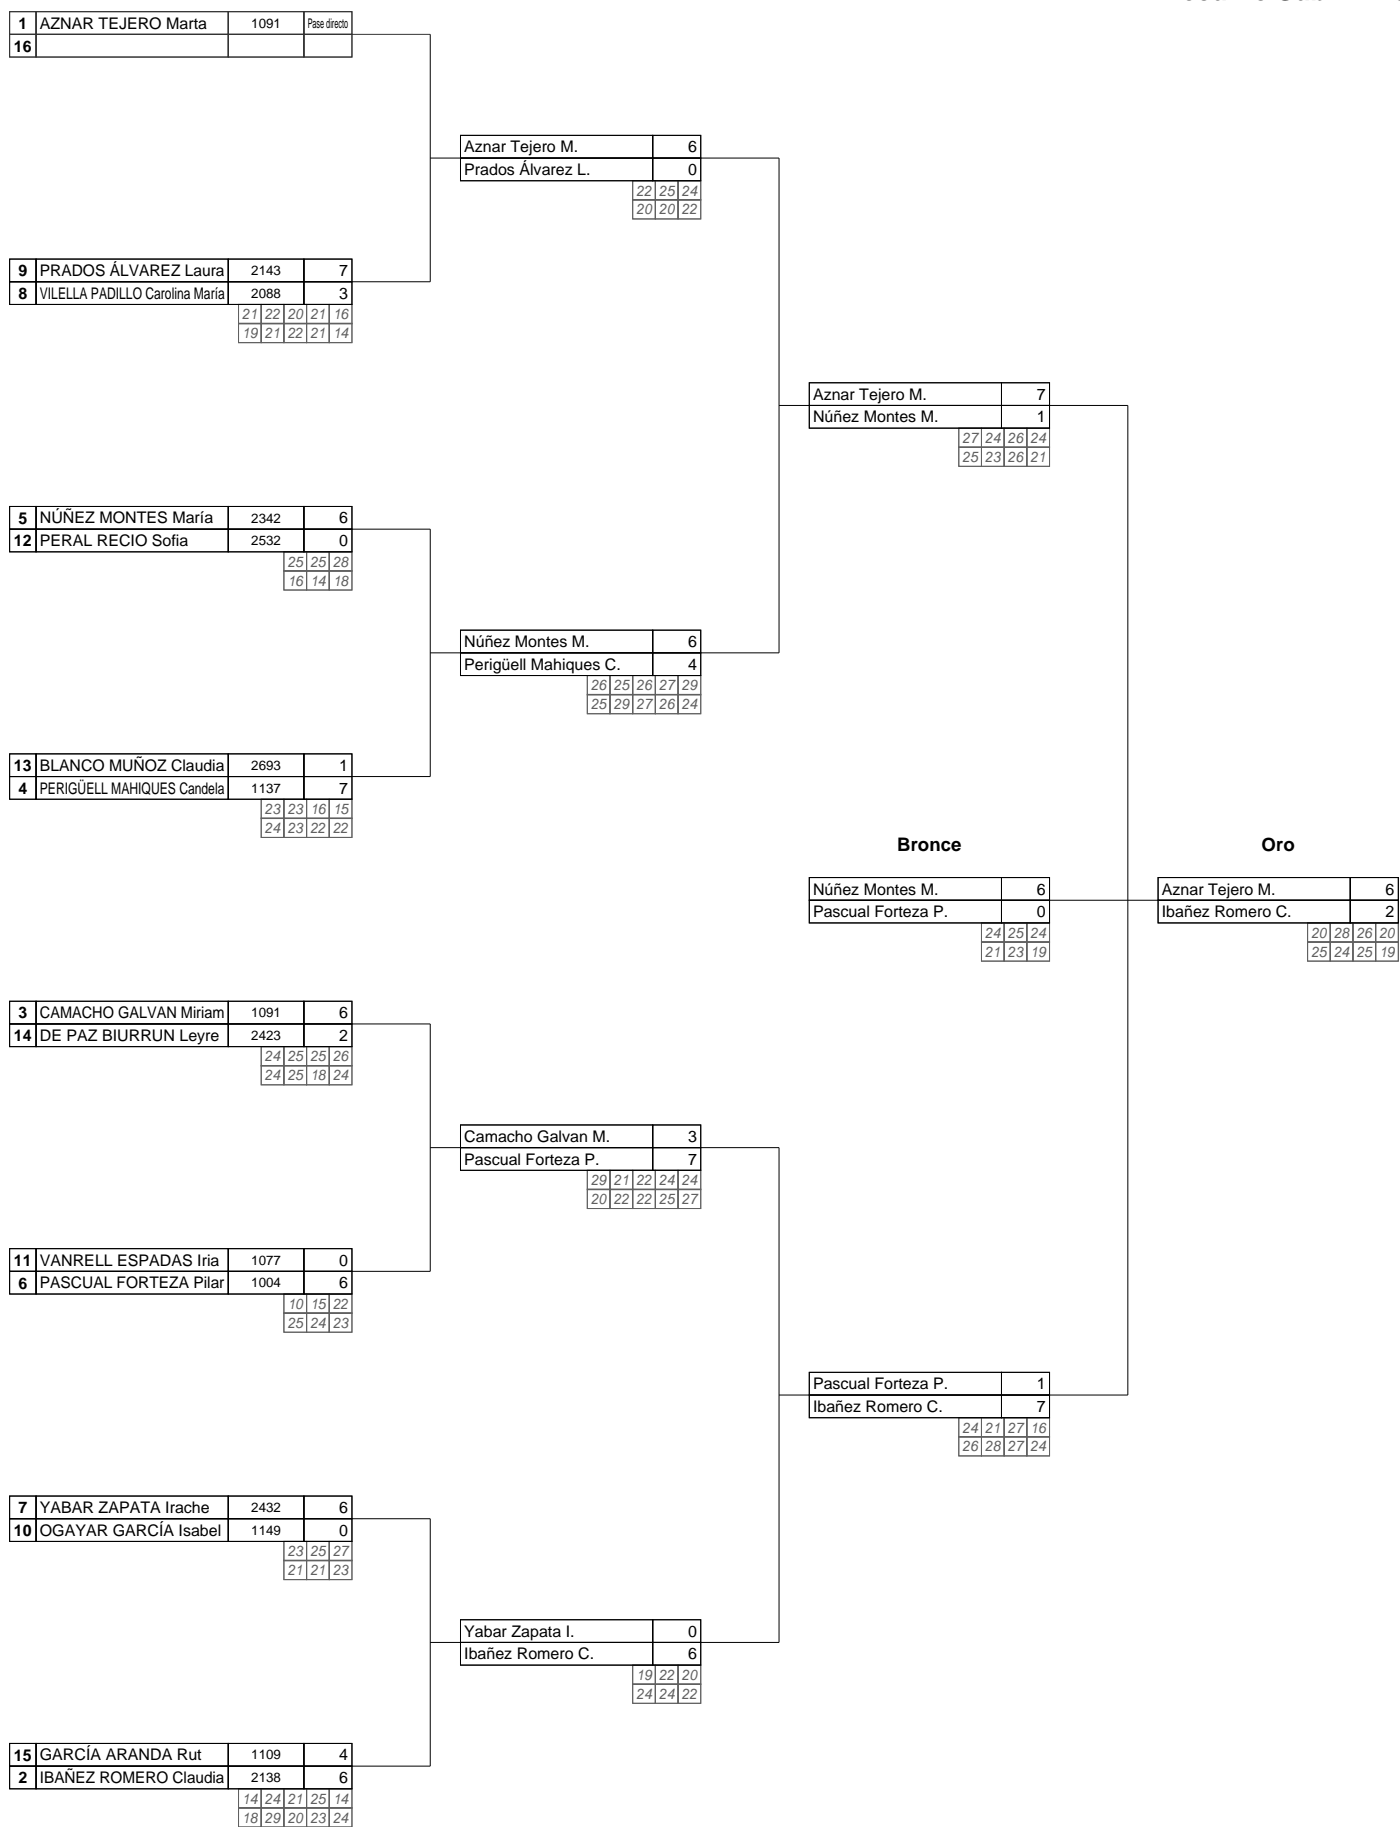 1 AZNAR TEJERO Marta 1091 Pase directo
16
Aznar Tejero M. 6
Prados Álvarez L. 0
22 25 24
20 20 22
9 PRADOS ÁLVAREZ Laura 2143 7
8 VILELLA PADILLO Carolina María 2088 3
21 22 20 21 16
19 21 22 21 14
Aznar Tejero M. 7
Núñez Montes M. 1
27 24 26 24
25 23 26 21
5 NÚÑEZ MONTES María 2342 6
12 PERAL RECIO Sofia 2532 0
25 25 28
16 14 18
Núñez Montes M. 6
Perigüell Mahiques C. 4
26 25 26 27 29
25 29 27 26 24
13 BLANCO MUÑOZ Claudia 2693 1
4 PERIGÜELL MAHIQUES Candela 1137 7
23 23 16 15
24 23 22 22
Bronce Oro
Núñez Montes M. 6
Pascual Forteza P. 0
24 25 24
21 23 19
Aznar Tejero M. 6
Ibañez Romero C. 2
20 28 26 20
25 24 25 19
3 CAMACHO GALVAN Miriam 1091 6
14 DE PAZ BIURRUN Leyre 2423 2
24 25 25 26
24 25 18 24
Camacho Galvan M. 3
Pascual Forteza P. 7
29 21 22 24 24
20 22 22 25 27
11 VANRELL ESPADAS Iria 1077 0
6 PASCUAL FORTEZA Pilar 1004 6
10 15 22
25 24 23
Pascual Forteza P. 1
Ibañez Romero C. 7
24 21 27 16
26 28 27 24
7 YABAR ZAPATA Irache 2432 6
10 OGAYAR GARCÍA Isabel 1149 0
23 25 27
21 21 23
Yabar Zapata I. 0
Ibañez Romero C. 6
19 22 20
24 24 22
15 GARCÍA ARANDA Rut 1109 4
2 IBAÑEZ ROMERO Claudia 2138 6
14 24 21 25 14
18 29 20 23 24